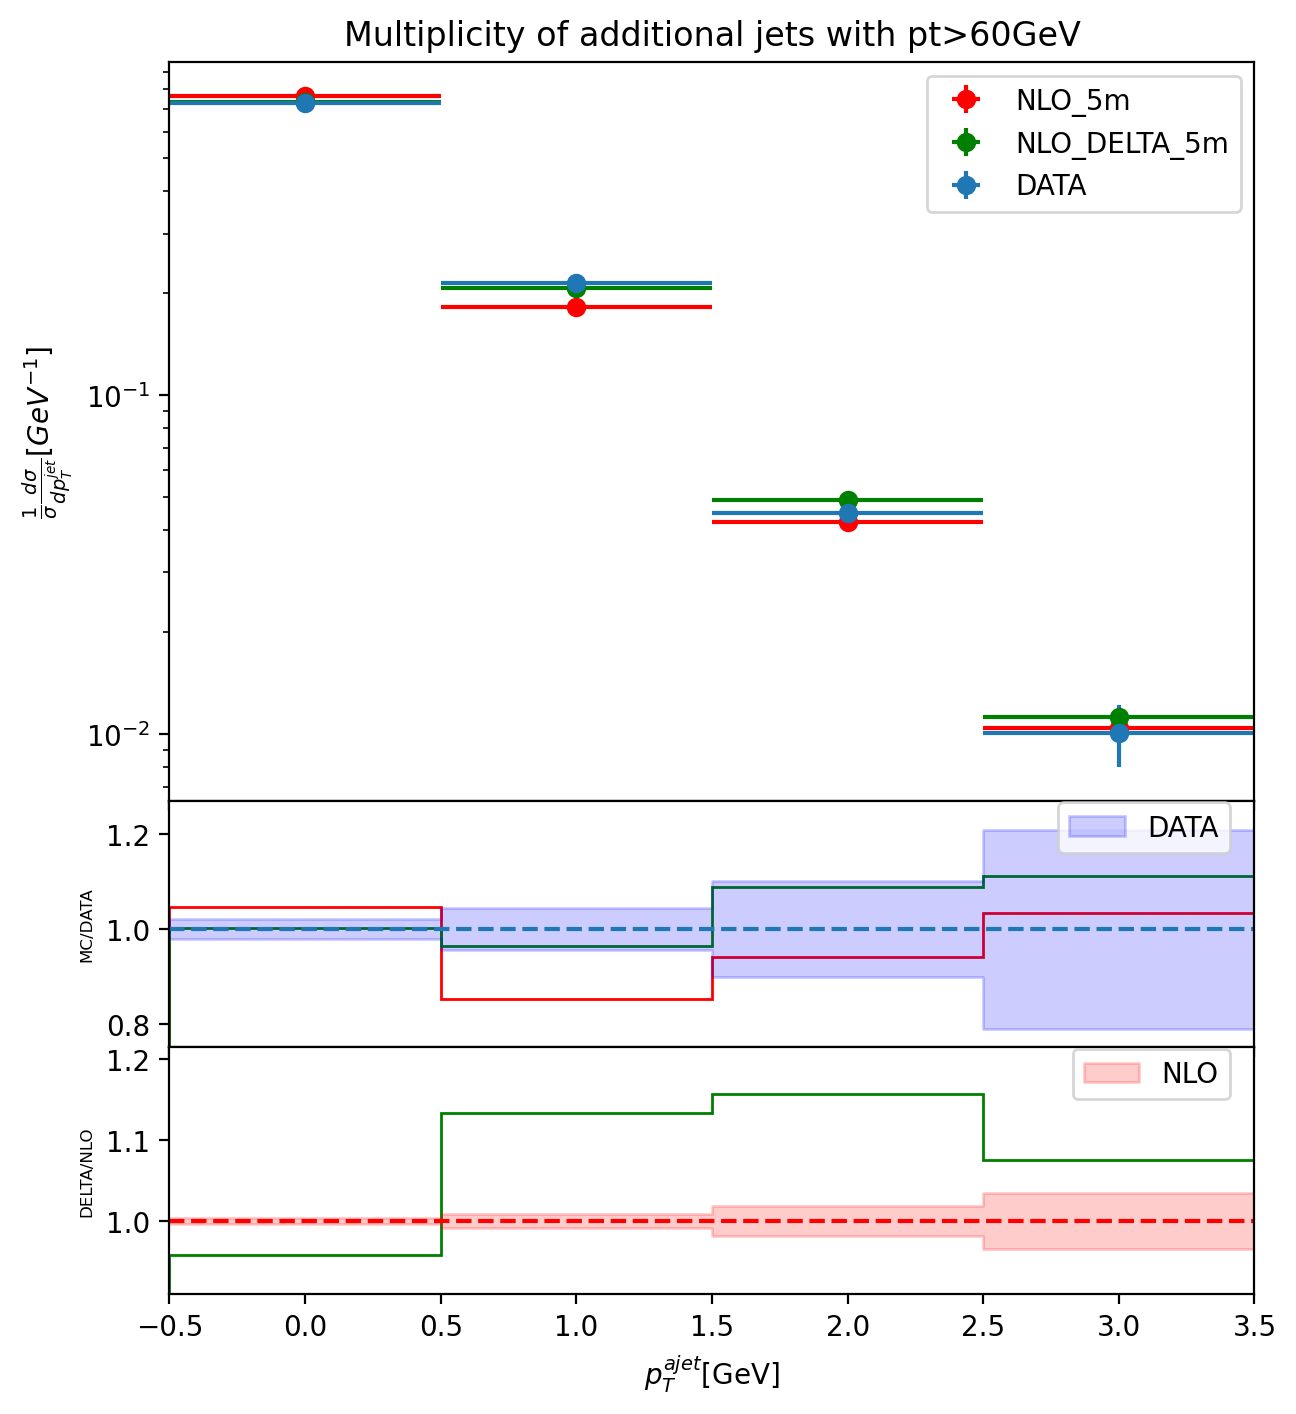 Multiplicity of additional jets with pt>60GeV
NLO_5m
NLO_DELTA_5m
DATA
10⁻¹
10⁻²
1/σ dσ/dp_T^jet [GeV⁻¹]
DATA
1.2
1.0
0.8
MC/DATA
NLO
1.2
1.1
1.0
DELTA/NLO
−0.5 0.0 0.5 1.0 1.5 2.0 2.5 3.0 3.5
p_T^ajet[GeV]